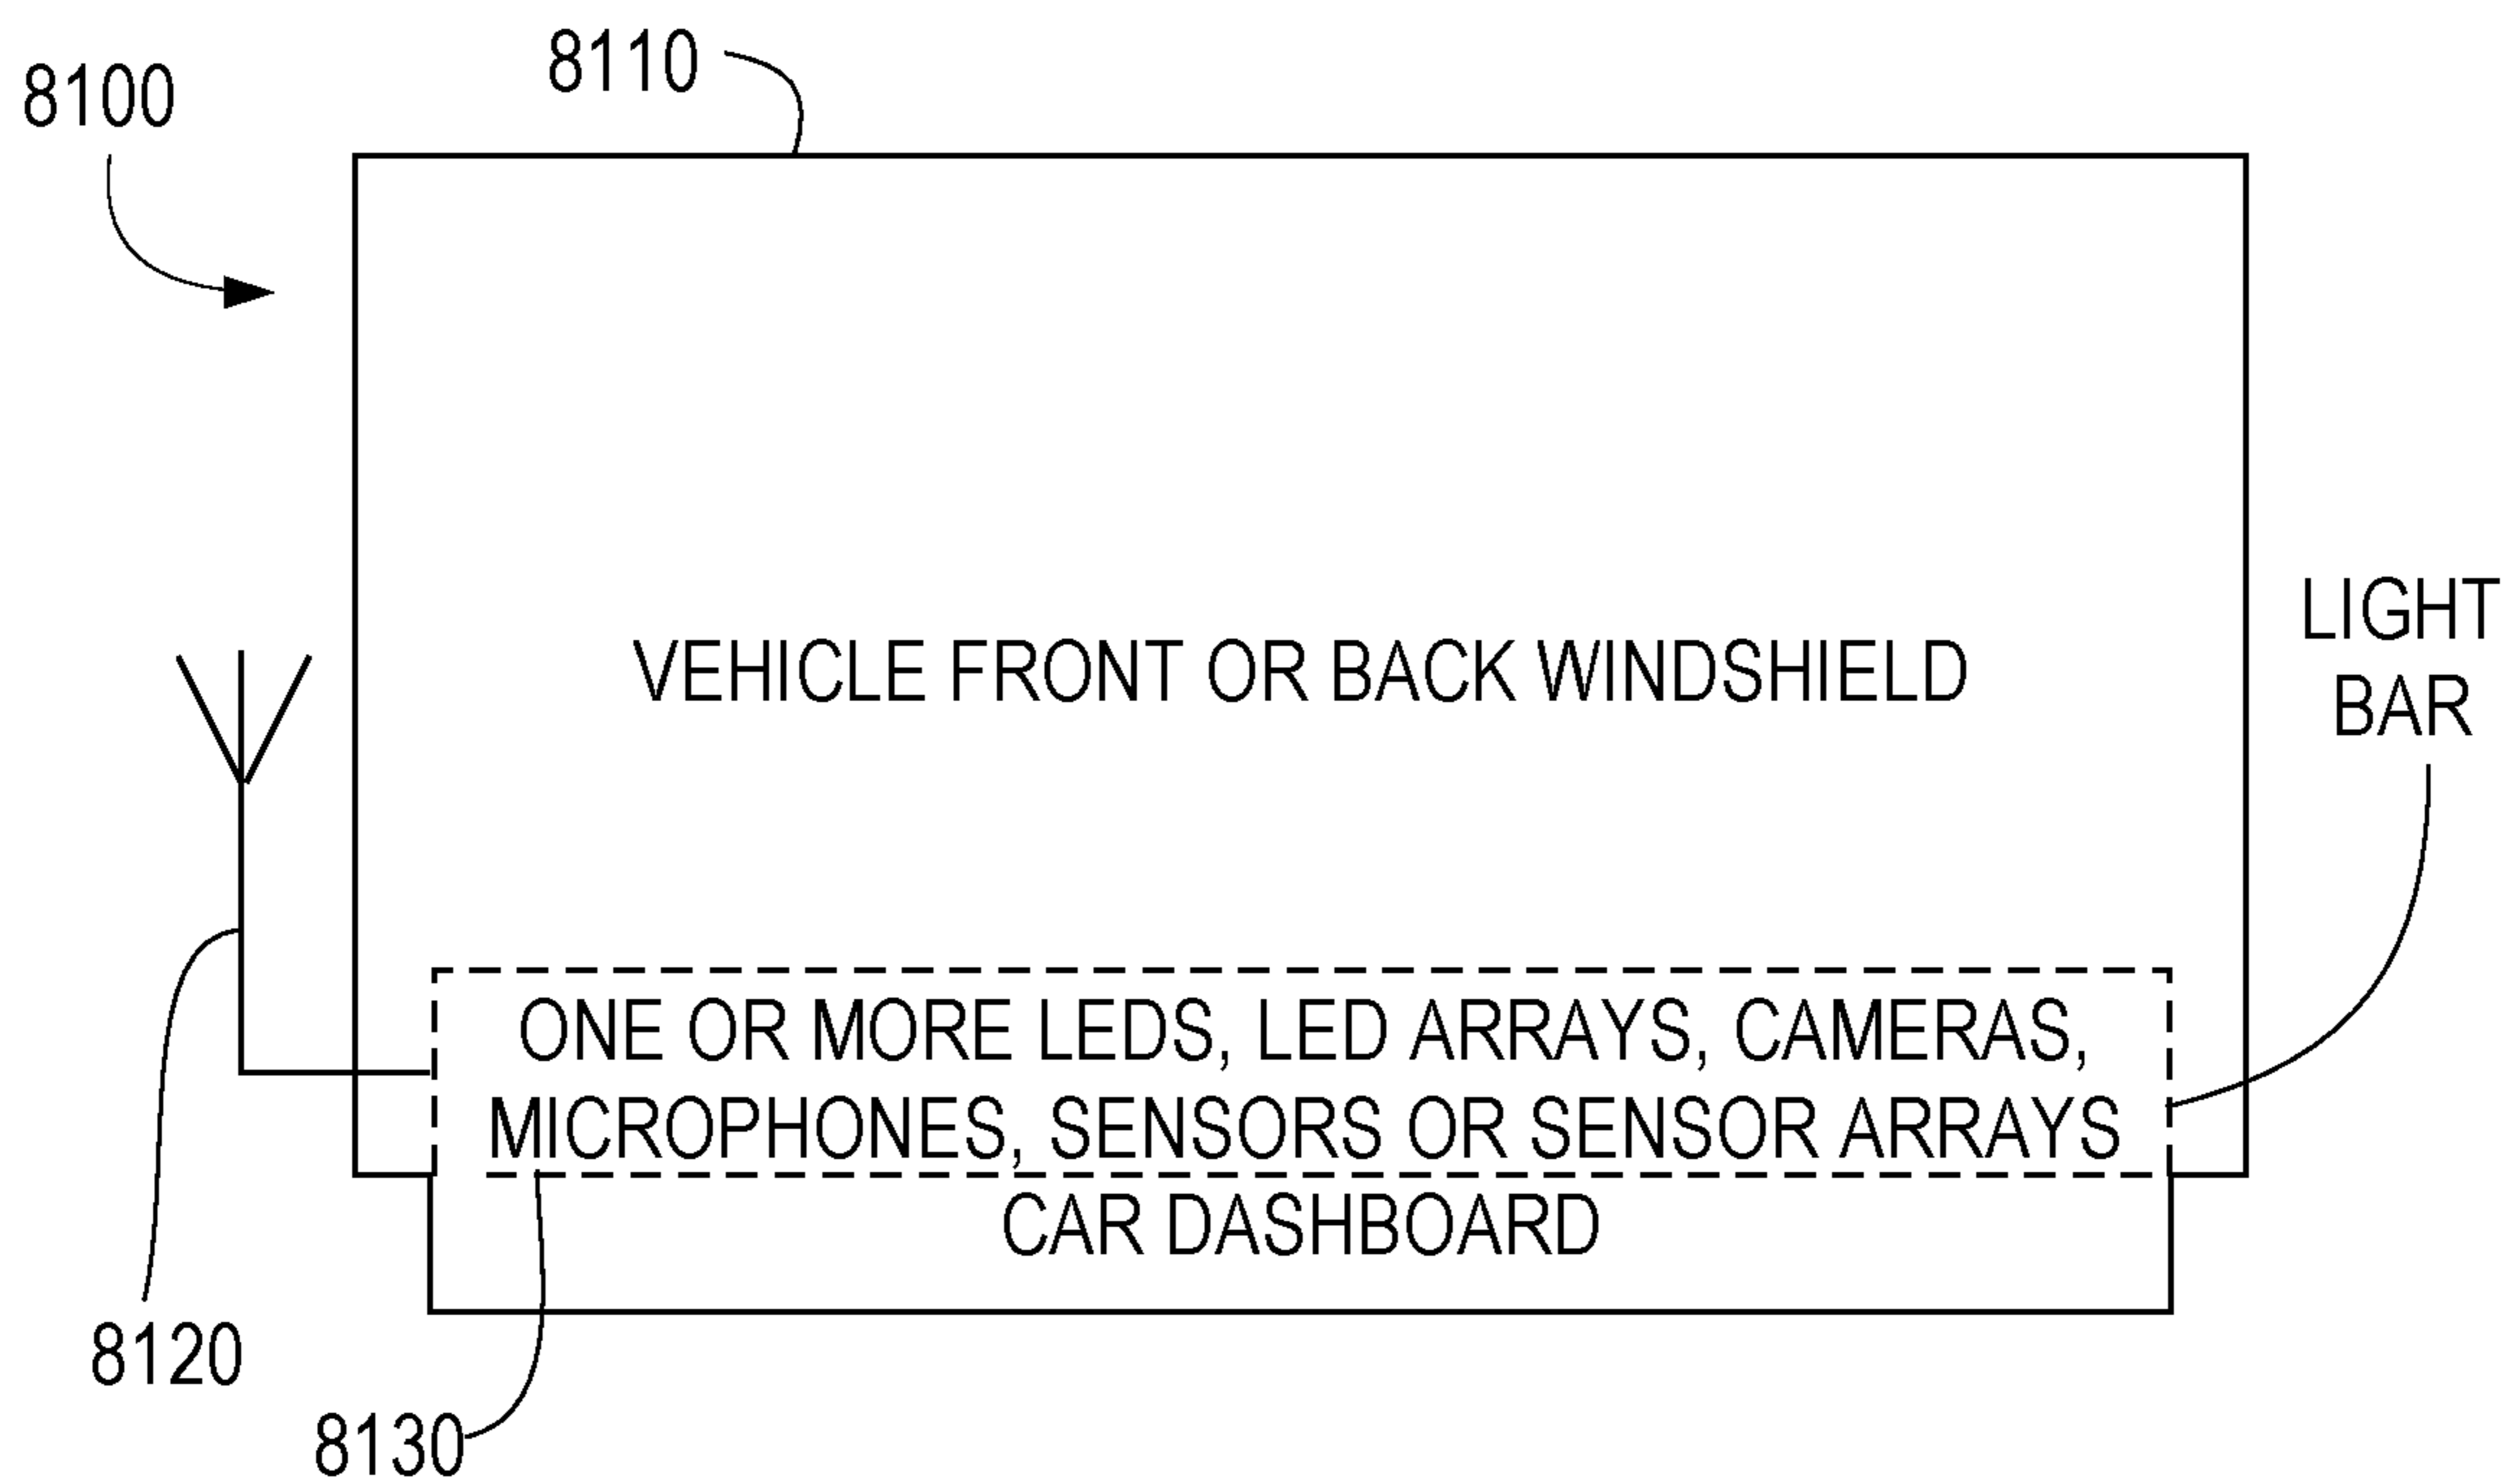 8100
8110
VEHICLE FRONT OR BACK WINDSHIELD
LIGHT
BAR
ONE OR MORE LEDS, LED ARRAYS, CAMERAS,
MICROPHONES, SENSORS OR SENSOR ARRAYS
CAR DASHBOARD
8120
8130